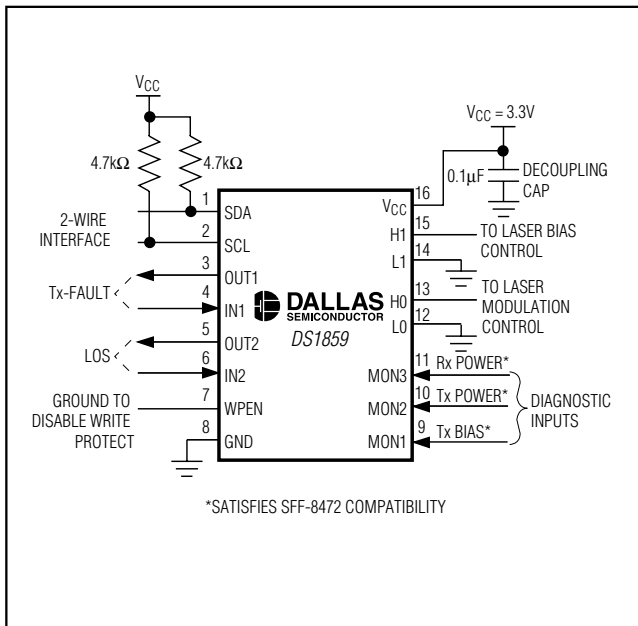 VCC
4.7kΩ
4.7kΩ
2-WIRE
INTERFACE
Tx-FAULT
LOS
GROUND TO
DISABLE WRITE
PROTECT
1
2
3
4
5
6
7
8
SDA
SCL
OUT1
IN1
OUT2
IN2
WPEN
GND
DALLAS
SEMICONDUCTOR
DS1859
VCC
H1
L1
H0
L0
MON3
MON2
MON1
16
15
14
13
12
11
10
9
VCC = 3.3V
0.1µF
DECOUPLING
CAP
TO LASER BIAS
CONTROL
TO LASER
MODULATION
CONTROL
Rx POWER*
Tx POWER*
Tx BIAS*
DIAGNOSTIC
INPUTS
*SATISFIES SFF-8472 COMPATIBILITY